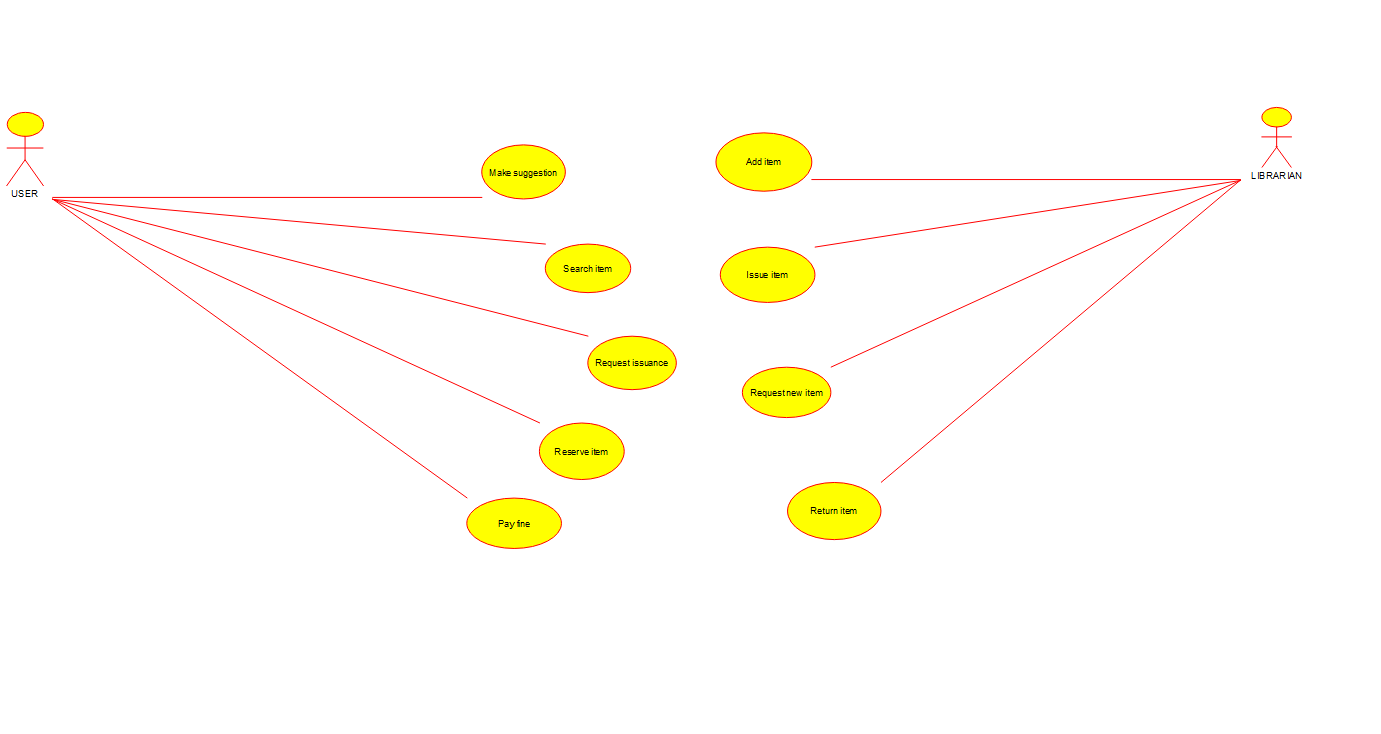 USER
Make suggestion
Search item
Request issuance
Reserve item
Pay fine
Add item
Issue item
Request new item
Return item
LIBRARIAN